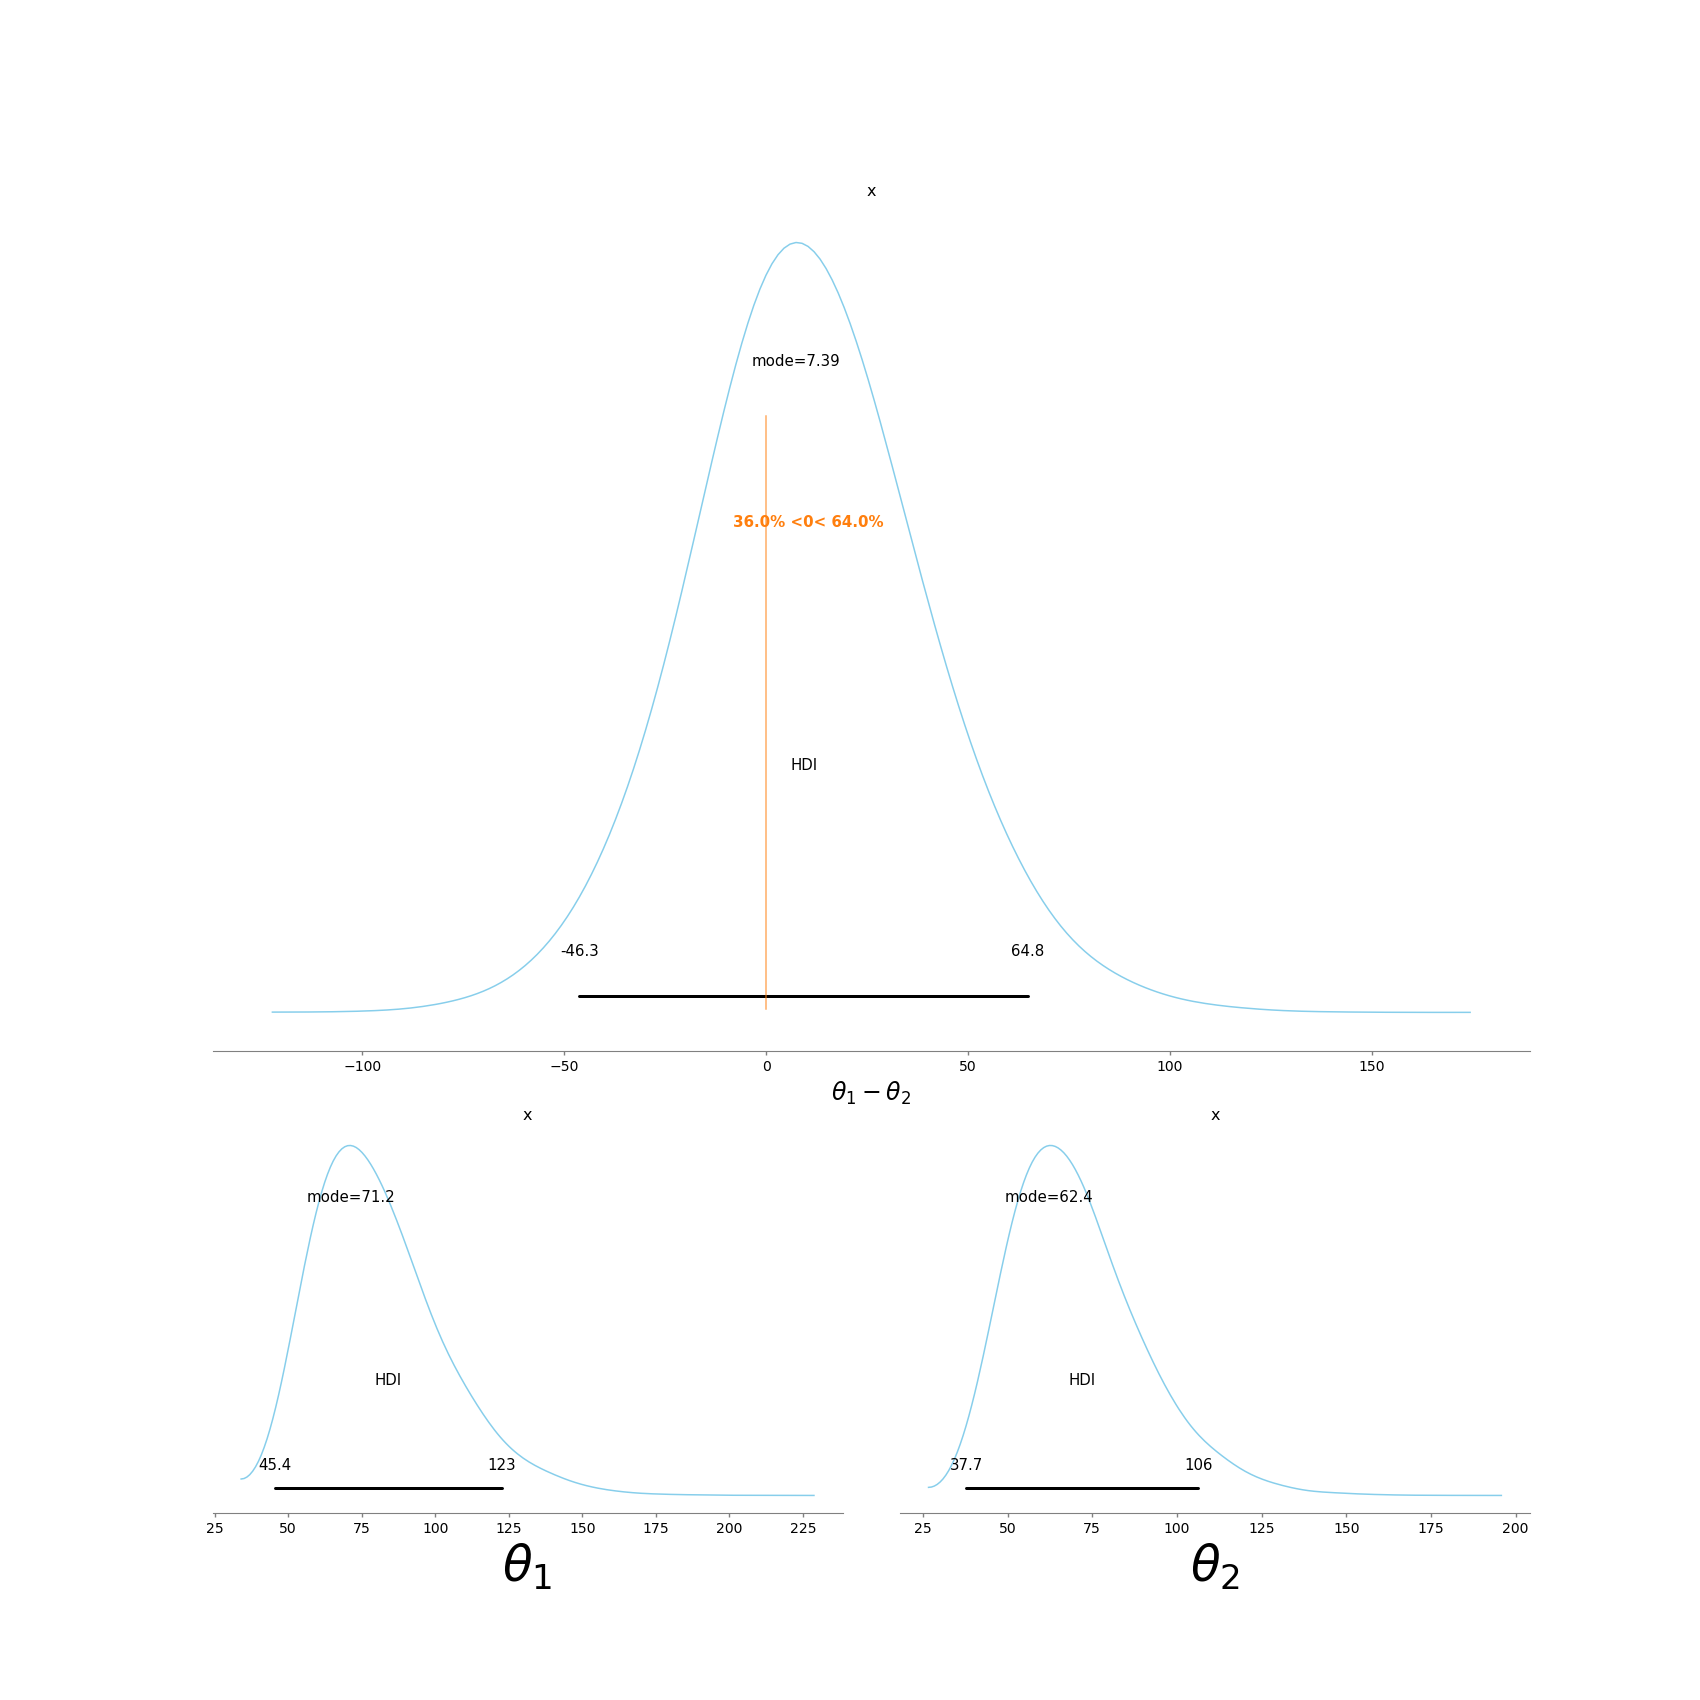 x
mode=7.39
36.0% <0< 64.0%
HDI
-46.3 64.8
−100 −50 0 50 100 150
θ₁ − θ₂
x
mode=71.2
HDI
45.4 123
25 50 75 100 125 150 175 200 225
θ₁
x
mode=62.4
HDI
37.7 106
25 50 75 100 125 150 175 200
θ₂